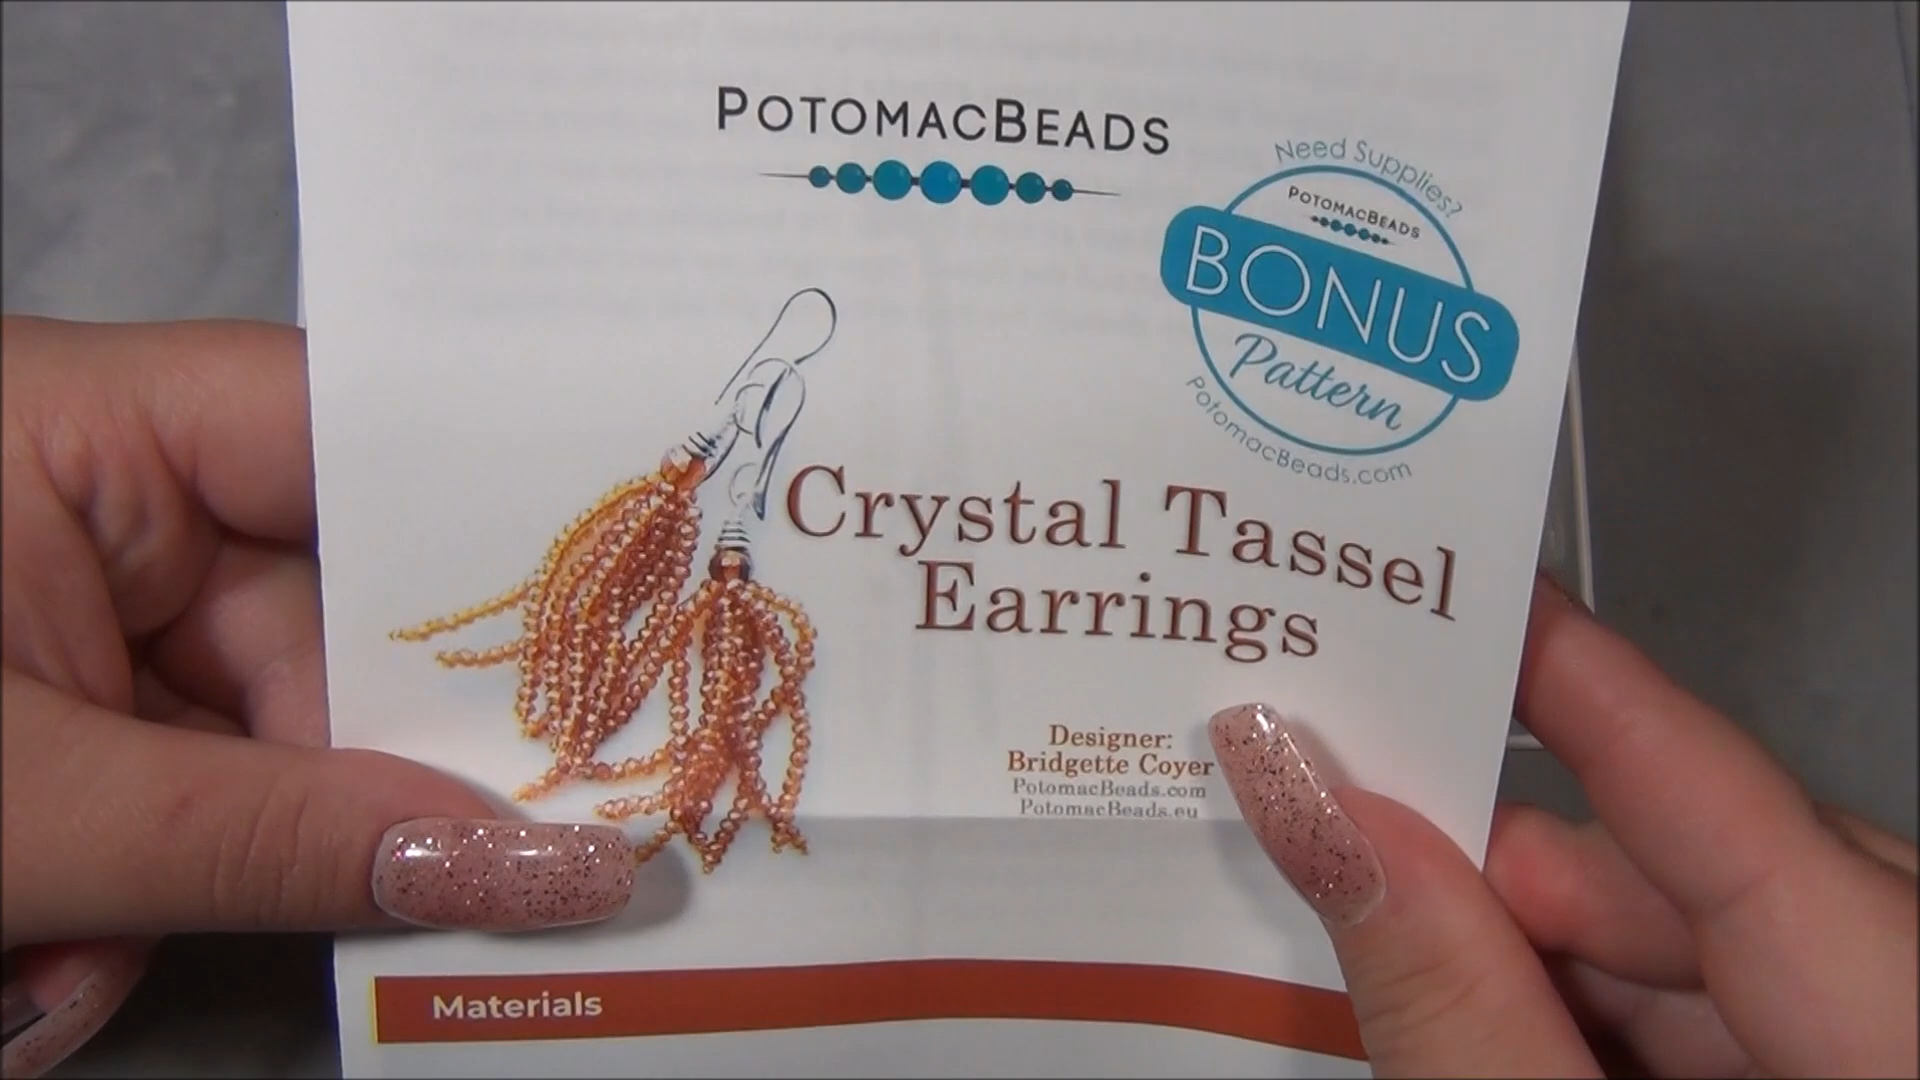 POTOMACBEADS
Need Supplies?
POTOMACBEADS
BONUS
Pattern
PotomacBeads.com
Crystal Tassel
Earrings
Designer:
Bridgette Coyer
PotomacBeads.com
PotomacBeads.eu
Materials